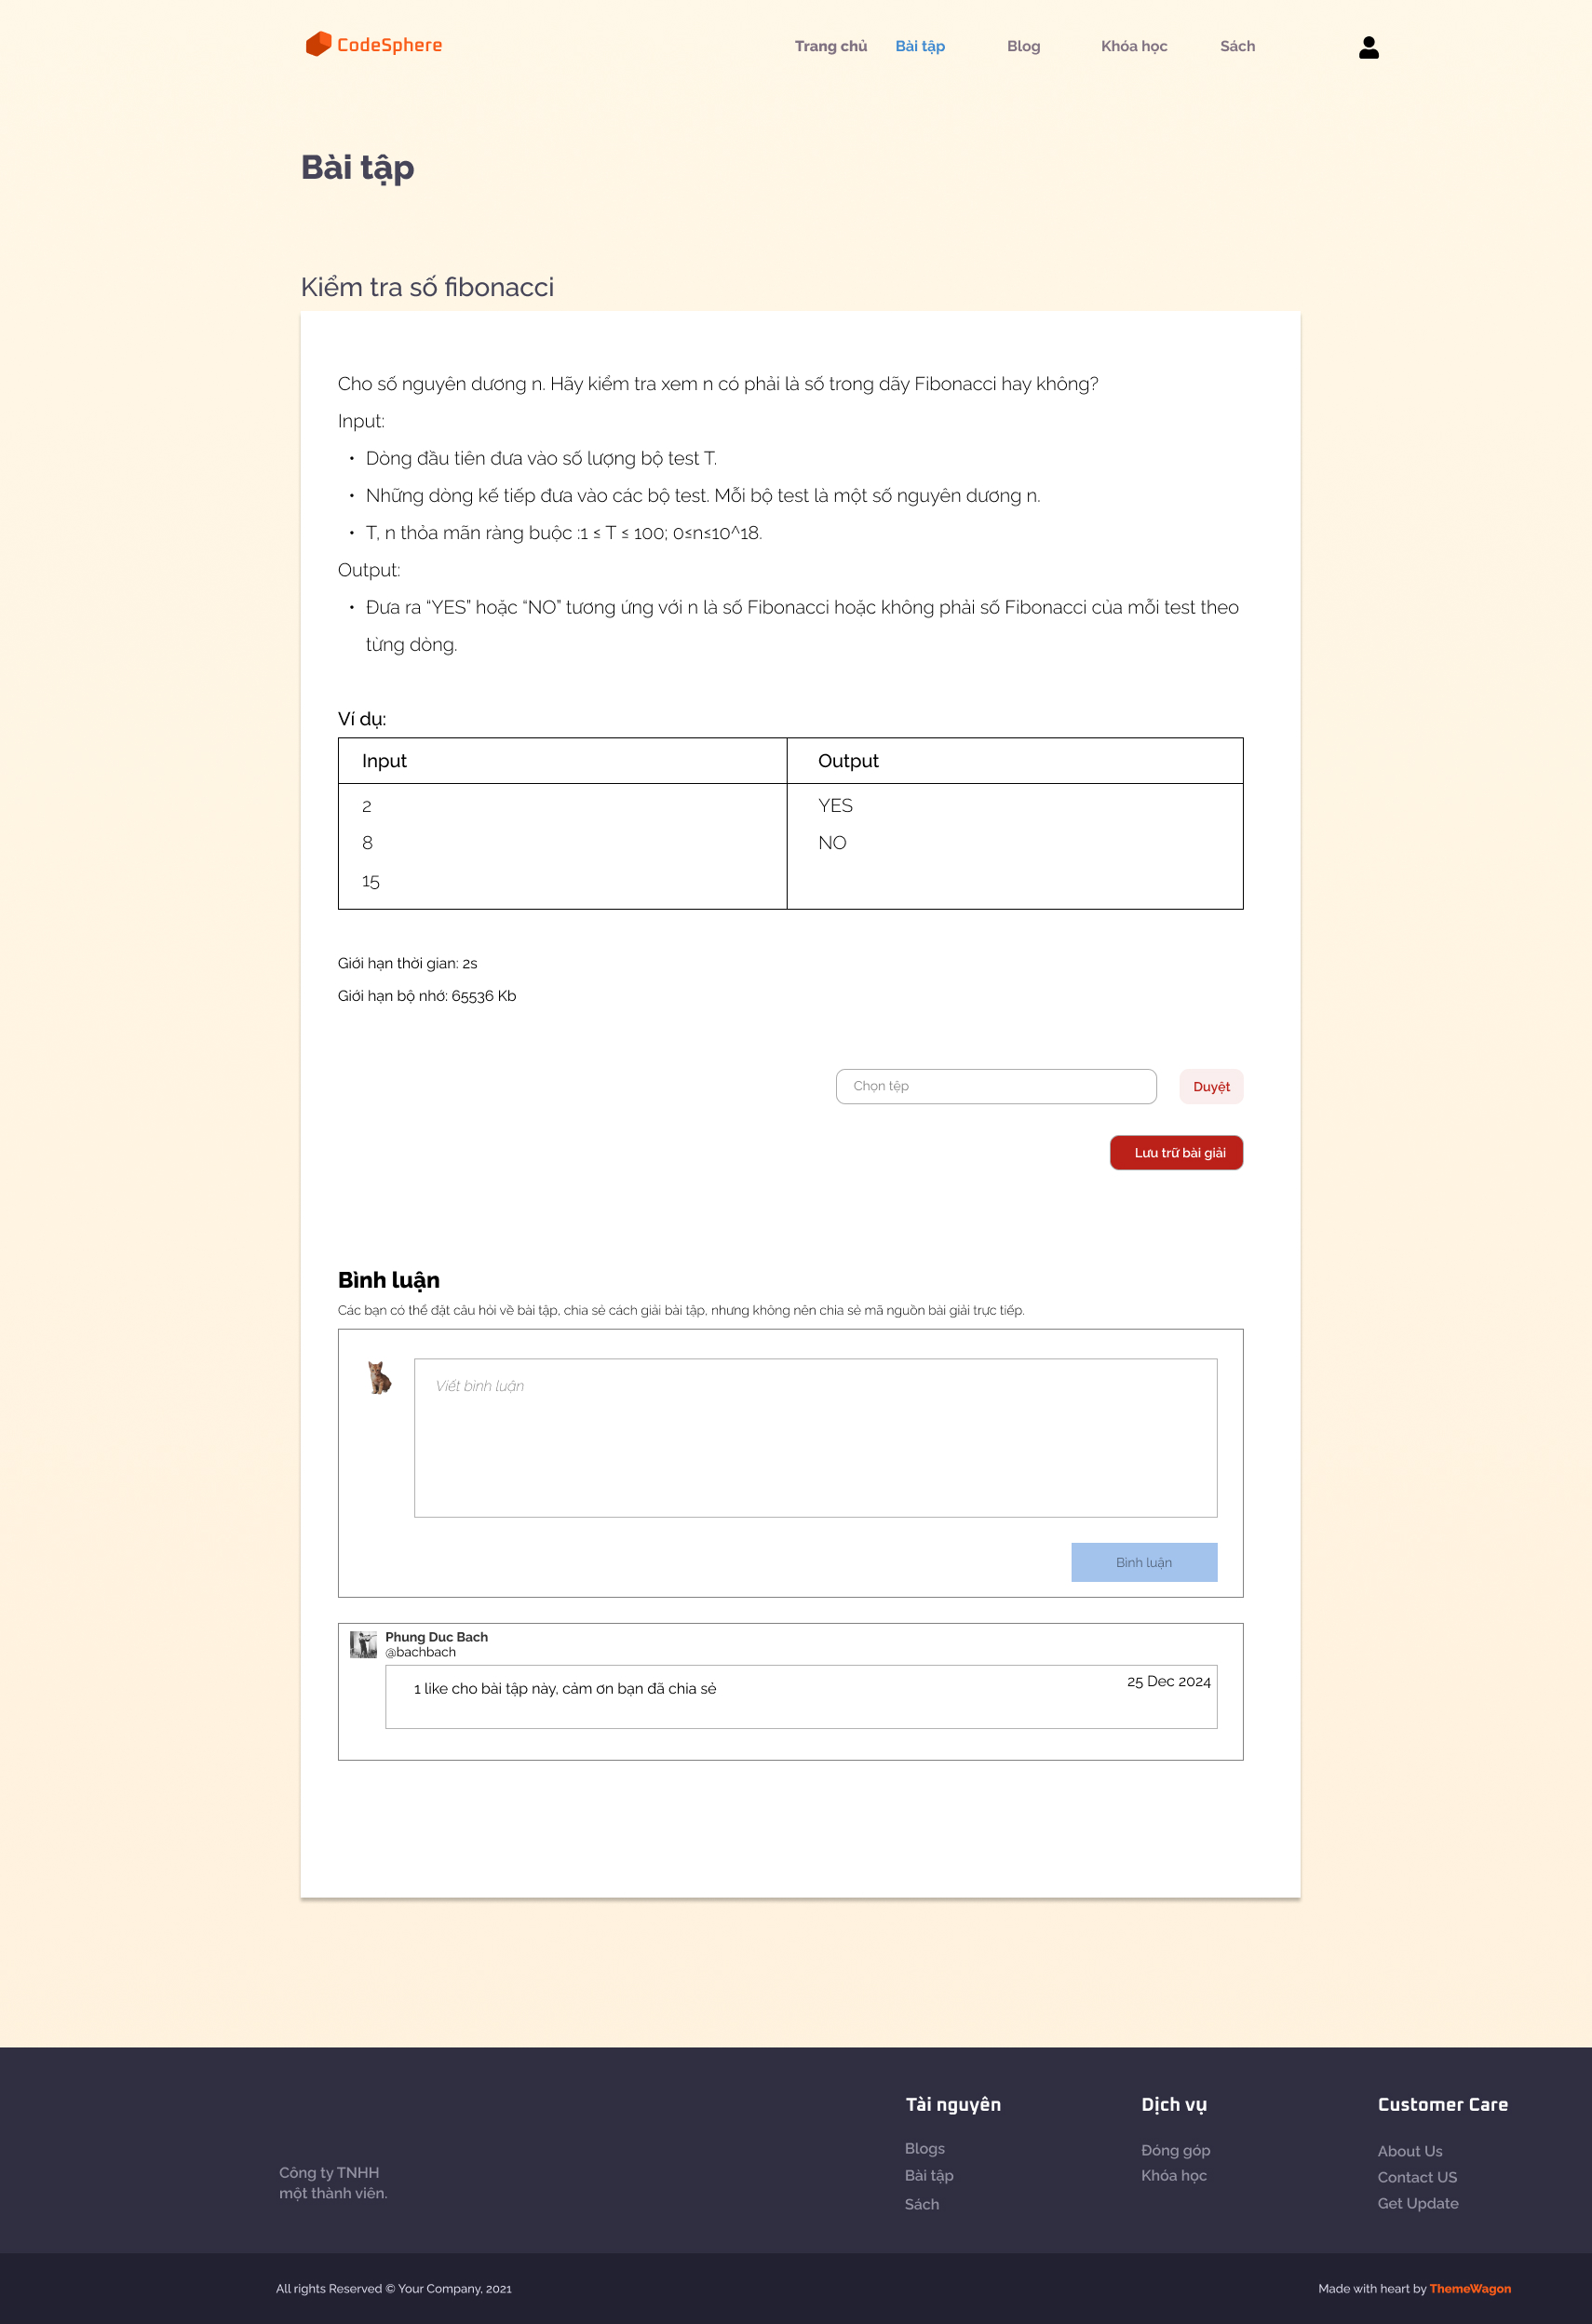 CodeSphere
Trang chủ Bài tập Blog Khóa học Sách
Bài tập
Kiểm tra số fibonacci
Cho số nguyên dương n. Hãy kiểm tra xem n có phải là số trong dãy Fibonacci hay không?
Input:
• Dòng đầu tiên đưa vào số lượng bộ test T.
• Những dòng kế tiếp đưa vào các bộ test. Mỗi bộ test là một số nguyên dương n.
• T, n thỏa mãn ràng buộc :1 ≤ T ≤ 100; 0≤n≤10^18.
Output:
• Đưa ra “YES” hoặc “NO” tương ứng với n là số Fibonacci hoặc không phải số Fibonacci của mỗi test theo
từng dòng.
Ví dụ:
Input Output
2 YES
8 NO
15
Giới hạn thời gian: 2s
Giới hạn bộ nhớ: 65536 Kb
Chọn tệp Duyệt
Lưu trữ bài giải
Bình luận
Các bạn có thể đặt câu hỏi về bài tập, chia sẻ cách giải bài tập, nhưng không nên chia sẻ mã nguồn bài giải trực tiếp.
Viết bình luận
Bình luận
Phung Duc Bach
@bachbach
1 like cho bài tập này, cảm ơn bạn đã chia sẻ 25 Dec 2024
Tài nguyên Dịch vụ Customer Care
Blogs Đóng góp About Us
Công ty TNHH Bài tập Khóa học Contact US
một thành viên. Sách Get Update
All rights Reserved © Your Company, 2021 Made with heart by ThemeWagon